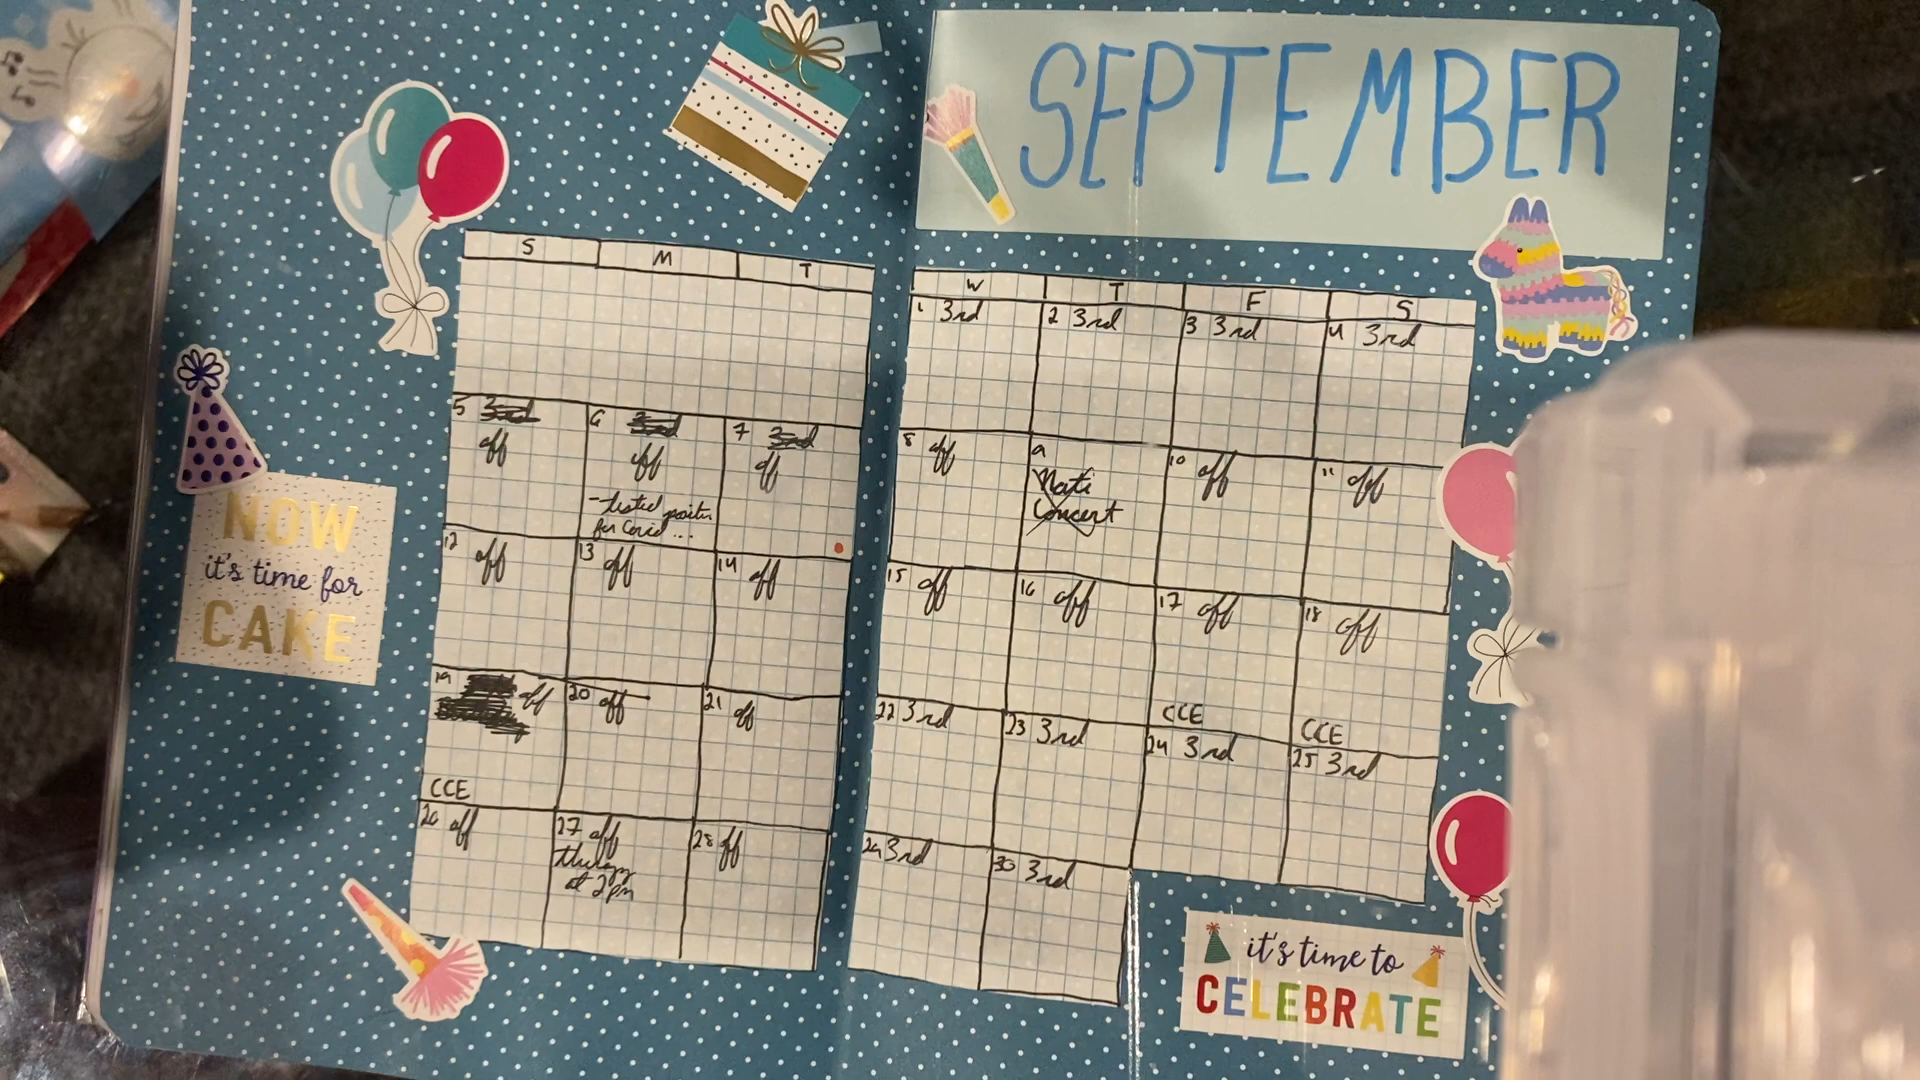 SEPTEMBER
S M T W T F S
1 3rd 2 3rd 3 3rd 4 3rd
5 3rd 6 3rd 7 3rd 8 9 10 off 11 off
off off off off Nati
Concert
-tested positive
for Covid...
12 off 13 off 14 off 15 off 16 off 17 off 18 off
CCE CCE
19 off 20 off 21 off 22 3rd 23 3rd 24 3rd 25 3rd
CCE
26 off 27 off 28 off 29 3rd 30 3rd
therapy
at 2pm
NOW
it's time for
CAKE
it's time to
CELEBRATE